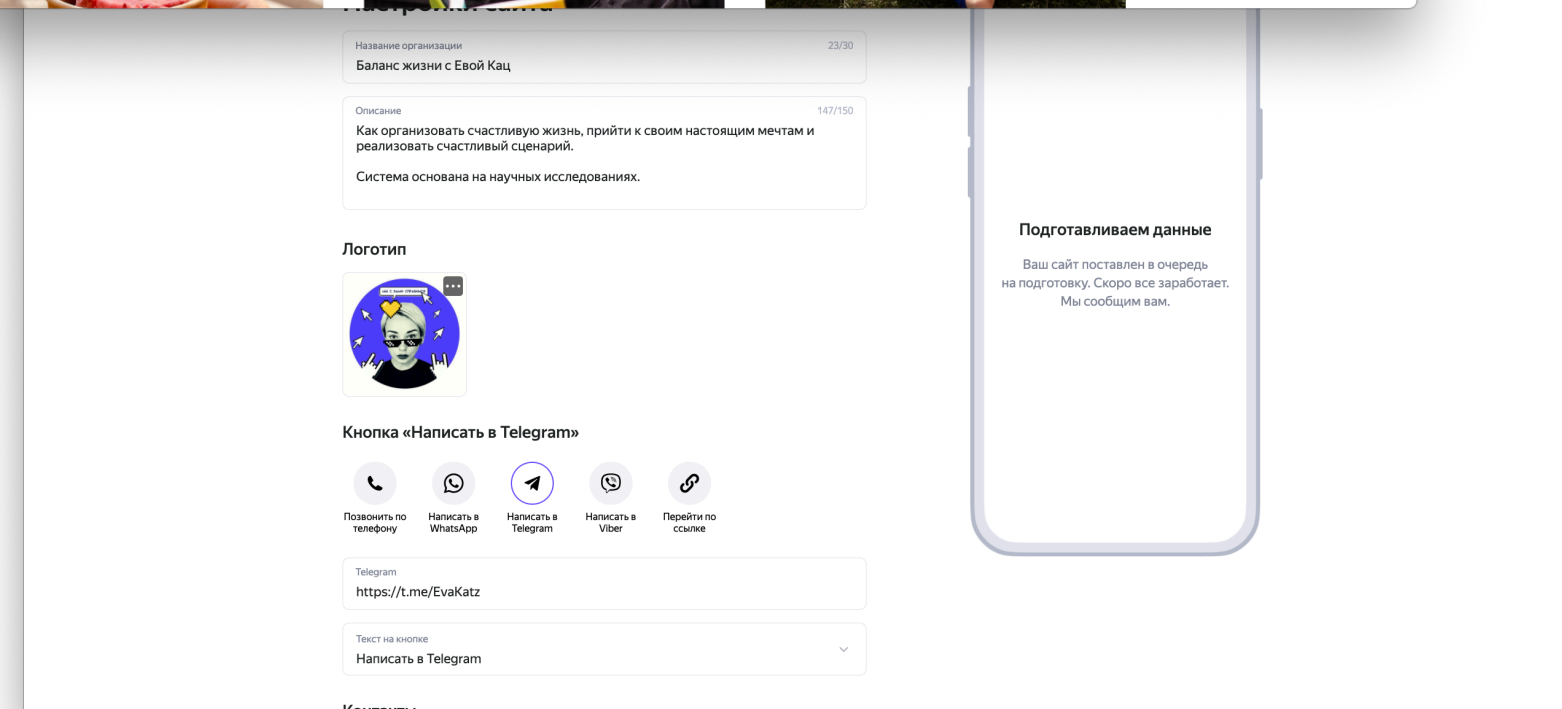 Настройки сайта
Название организации
23/30
Баланс жизни с Евой Кац
Описание
147/150
Как организовать счастливую жизнь, прийти к своим настоящим мечтам и
реализовать счастливый сценарий.
Система основана на научных исследованиях.
Логотип
Кнопка «Написать в Telegram»
Позвонить по
телефону
Написать в
WhatsApp
Написать в
Telegram
Написать в
Viber
Перейти по
ссылке
Telegram
https://t.me/EvaKatz
Текст на кнопке
Написать в Telegram
Контакты
Подготавливаем данные
Ваш сайт поставлен в очередь
на подготовку. Скоро все заработает.
Мы сообщим вам.